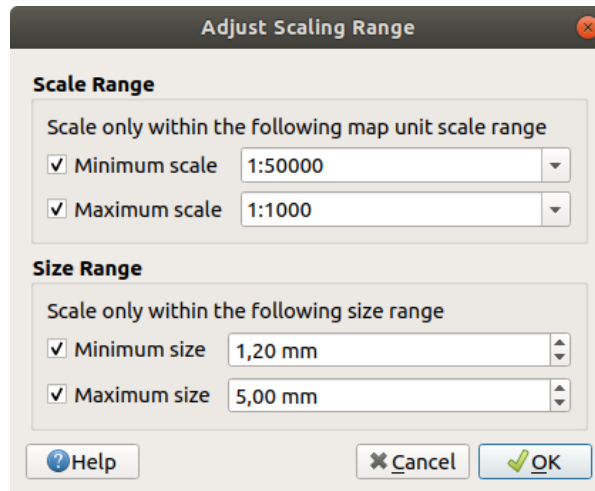 Adjust Scaling Range
Scale Range
Scale only within the following map unit scale range
Minimum scale 1:50000
Maximum scale 1:1000
Size Range
Scale only within the following size range
Minimum size 1,20 mm
Maximum size 5,00 mm
Help Cancel OK